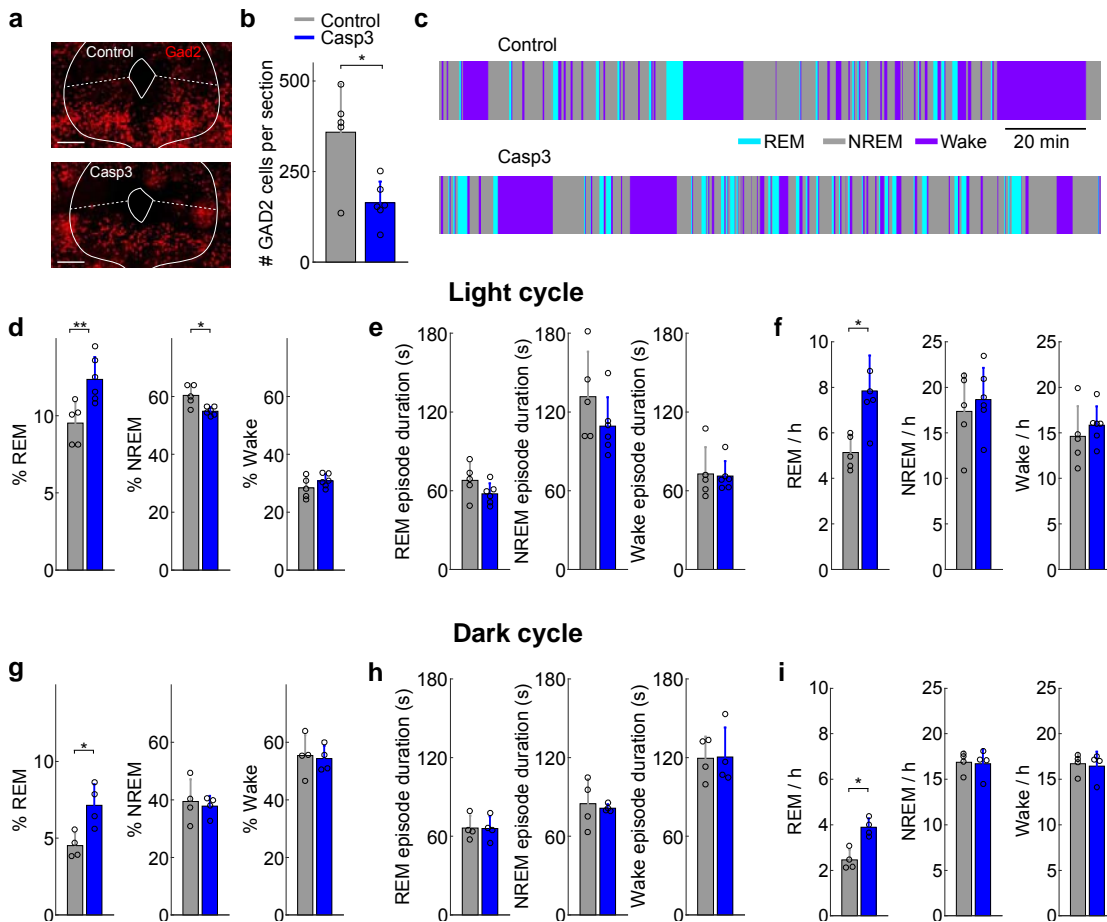 a
Control
Gad2
Casp3
b
Control
Casp3
*
# GAD2 cells per section
500
250
0
c
Control
REM NREM Wake 20 min
Casp3
Light cycle
d
**
% REM
10
5
0
*
% NREM
60
40
20
0
% Wake
60
40
20
0
e
REM episode duration (s)
180
120
60
0
NREM episode duration (s)
180
120
60
0
Wake episode duration (s)
180
120
60
0
f
*
REM / h
10
8
6
4
2
0
NREM / h
25
20
15
10
5
0
Wake / h
25
20
15
10
5
0
Dark cycle
g
*
% REM
10
5
0
% NREM
60
40
20
0
% Wake
60
40
20
0
h
REM episode duration (s)
180
120
60
0
NREM episode duration (s)
180
120
60
0
Wake episode duration (s)
180
120
60
0
i
*
REM / h
10
8
6
4
2
0
NREM / h
25
20
15
10
5
0
Wake / h
25
20
15
10
5
0